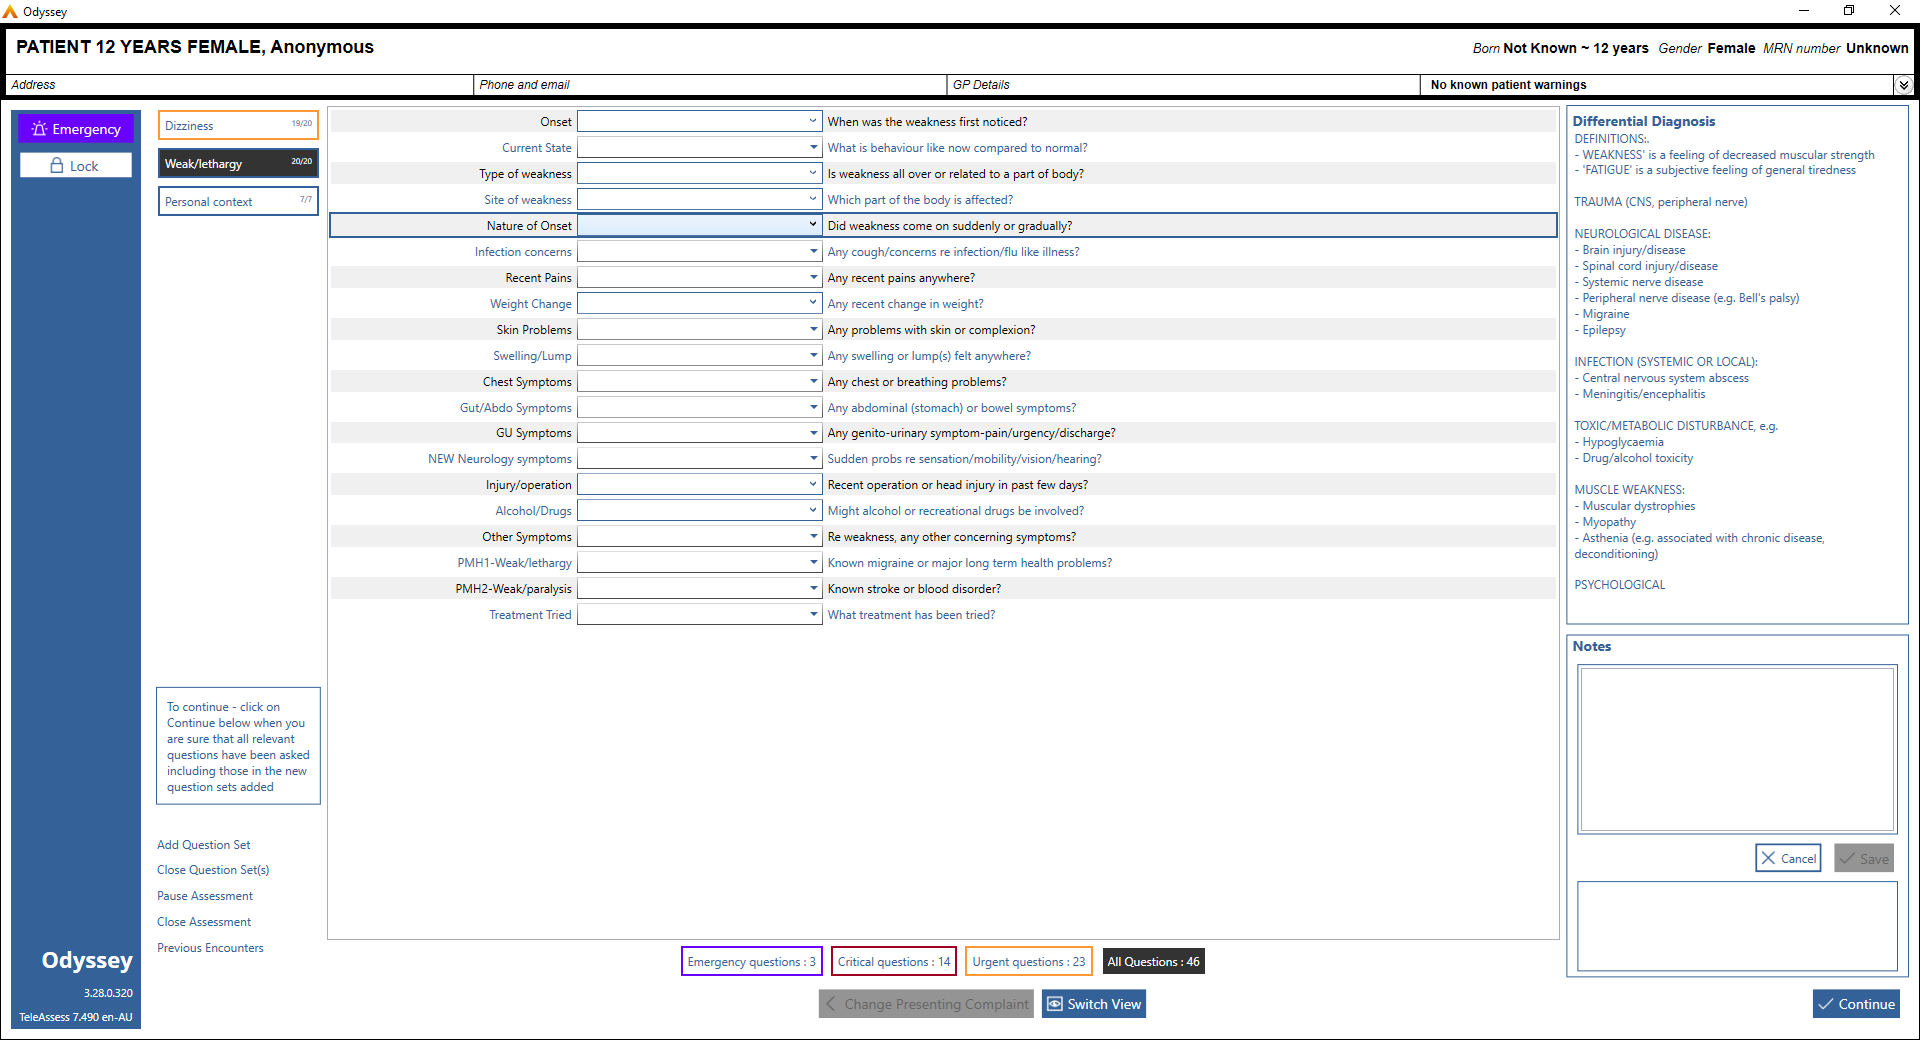 Odyssey
PATIENT 12 YEARS FEMALE, Anonymous
Born Not Known ~ 12 years Gender Female MRN number Unknown
Address
Phone and email
GP Details
No known patient warnings
Emergency
Lock
Dizziness 19/20
Weak/lethargy 20/20
Personal context 7/7
Onset When was the weakness first noticed?
Current State What is behaviour like now compared to normal?
Type of weakness Is weakness all over or related to a part of body?
Site of weakness Which part of the body is affected?
Nature of Onset Did weakness come on suddenly or gradually?
Infection concerns Any cough/concerns re infection/flu like illness?
Recent Pains Any recent pains anywhere?
Weight Change Any recent change in weight?
Skin Problems Any problems with skin or complexion?
Swelling/Lump Any swelling or lump(s) felt anywhere?
Chest Symptoms Any chest or breathing problems?
Gut/Abdo Symptoms Any abdominal (stomach) or bowel symptoms?
GU Symptoms Any genito-urinary symptom-pain/urgency/discharge?
NEW Neurology symptoms Sudden probs re sensation/mobility/vision/hearing?
Injury/operation Recent operation or head injury in past few days?
Alcohol/Drugs Might alcohol or recreational drugs be involved?
Other Symptoms Re weakness, any other concerning symptoms?
PMH1-Weak/lethargy Known migraine or major long term health problems?
PMH2-Weak/paralysis Known stroke or blood disorder?
Treatment Tried What treatment has been tried?
Differential Diagnosis
DEFINITIONS:.
- WEAKNESS' is a feeling of decreased muscular strength
- 'FATIGUE' is a subjective feeling of general tiredness
TRAUMA (CNS, peripheral nerve)
NEUROLOGICAL DISEASE:
- Brain injury/disease
- Spinal cord injury/disease
- Systemic nerve disease
- Peripheral nerve disease (e.g. Bell's palsy)
- Migraine
- Epilepsy
INFECTION (SYSTEMIC OR LOCAL):
- Central nervous system abscess
- Meningitis/encephalitis
TOXIC/METABOLIC DISTURBANCE, e.g.
- Hypoglycaemia
- Drug/alcohol toxicity
MUSCLE WEAKNESS:
- Muscular dystrophies
- Myopathy
- Asthenia (e.g. associated with chronic disease,
deconditioning)
PSYCHOLOGICAL
Notes
Cancel
Save
To continue - click on
Continue below when you
are sure that all relevant
questions have been asked
including those in the new
question sets added
Add Question Set
Close Question Set(s)
Pause Assessment
Close Assessment
Previous Encounters
Odyssey
3.28.0.320
TeleAssess 7.490 en-AU
Emergency questions : 3
Critical questions : 14
Urgent questions : 23
All Questions : 46
Change Presenting Complaint
Switch View
Continue